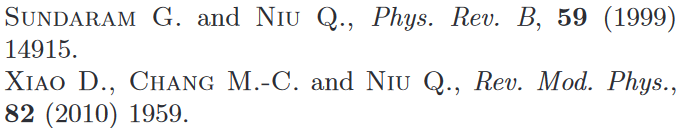 SUNDARAM G. and NIU Q., Phys. Rev. B, 59 (1999)
14915.
XIAO D., CHANG M.-C. and NIU Q., Rev. Mod. Phys.,
82 (2010) 1959.